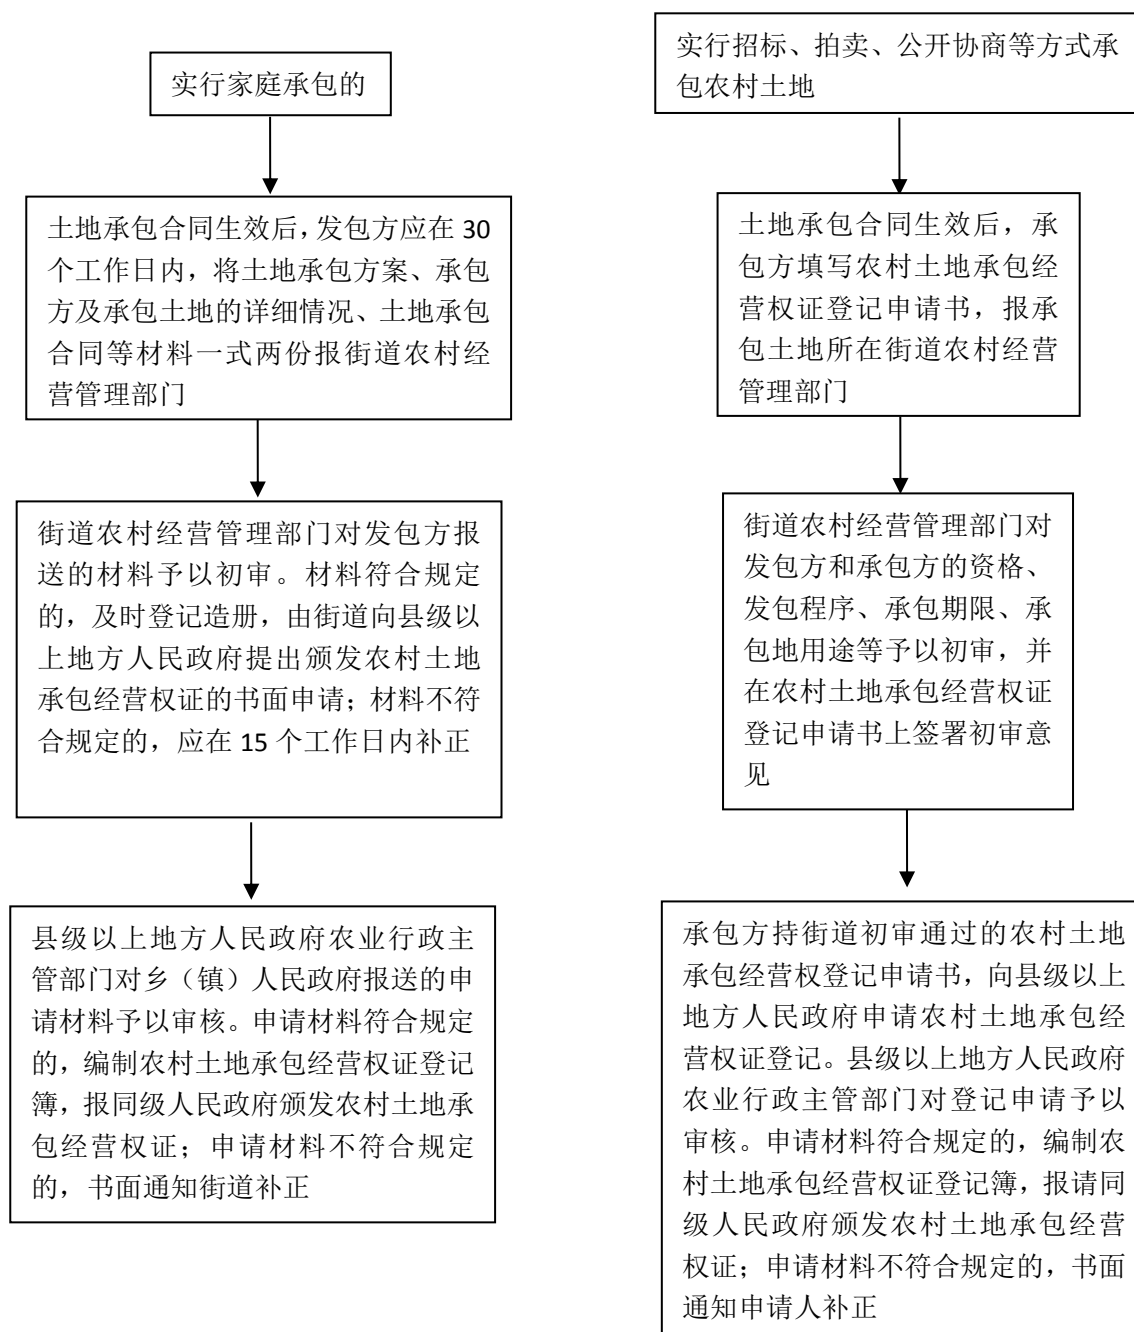 实行家庭承包的
土地承包合同生效后，发包方应在 30
个工作日内，将土地承包方案、承包
方及承包土地的详细情况、土地承包
合同等材料一式两份报街道农村经
营管理部门
街道农村经营管理部门对发包方报
送的材料予以初审。材料符合规定
的，及时登记造册，由街道向县级以
上地方人民政府提出颁发农村土地
承包经营权证的书面申请；材料不符
合规定的，应在 15 个工作日内补正
县级以上地方人民政府农业行政主
管部门对乡（镇）人民政府报送的申
请材料予以审核。申请材料符合规定
的，编制农村土地承包经营权证登记
簿，报同级人民政府颁发农村土地承
包经营权证；申请材料不符合规定
的，书面通知街道补正
实行招标、拍卖、公开协商等方式承
包农村土地
土地承包合同生效后，承
包方填写农村土地承包经
营权证登记申请书，报承
包土地所在街道农村经营
管理部门
街道农村经营管理部门对
发包方和承包方的资格、
发包程序、承包期限、承
包地用途等予以初审，并
在农村土地承包经营权证
登记申请书上签署初审意
见
承包方持街道初审通过的农村土地
承包经营权登记申请书，向县级以上
地方人民政府申请农村土地承包经
营权证登记。县级以上地方人民政府
农业行政主管部门对登记申请予以
审核。申请材料符合规定的，编制农
村土地承包经营权证登记簿，报请同
级人民政府颁发农村土地承包经营
权证；申请材料不符合规定的，书面
通知申请人补正